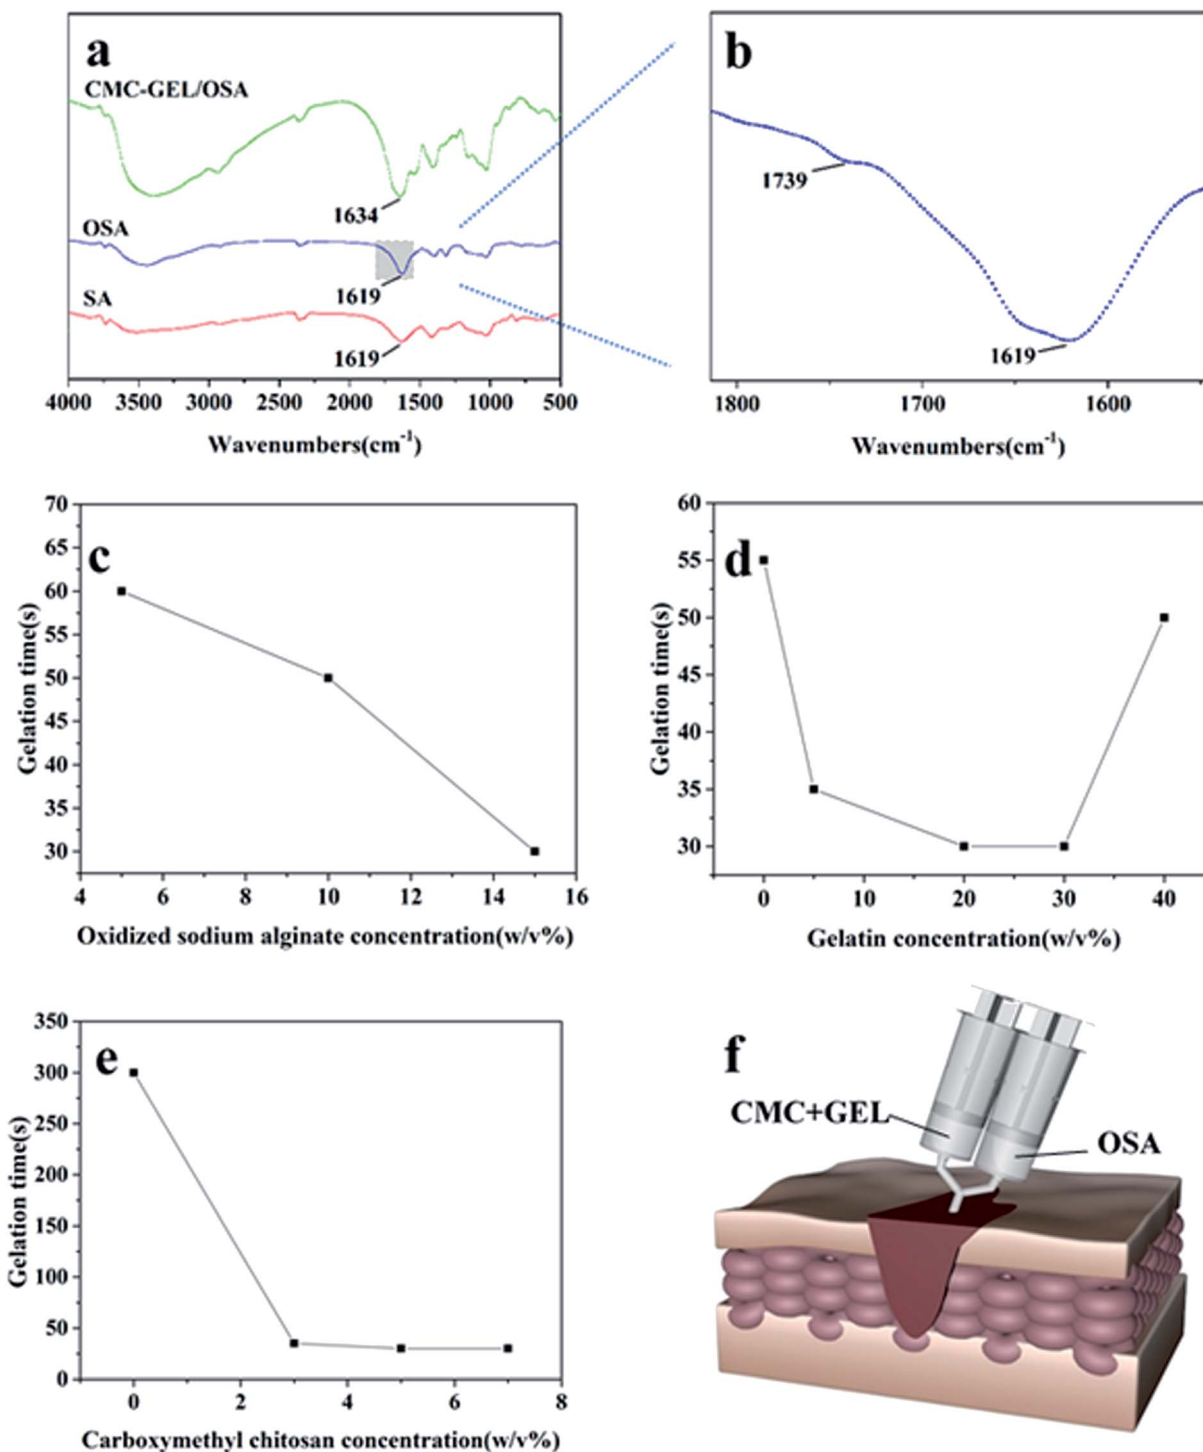 a
CMC-GEL/OSA
1634
OSA
1619
SA
1619
4000 3500 3000 2500 2000 1500 1000 500
Wavenumbers(cm⁻¹)
b
1739
1619
1800 1700 1600
Wavenumbers(cm⁻¹)
c
70
65
60
55
50
45
40
35
30
Gelation time(s)
4 6 8 10 12 14 16
Oxidized sodium alginate concentration(w/v%)
d
60
55
50
45
40
35
30
Gelation time(s)
0 10 20 30 40
Gelatin concentration(w/v%)
e
350
300
250
200
150
100
50
0
Gelation time(s)
0 2 4 6 8
Carboxymethyl chitosan concentration(w/v%)
f
CMC+GEL
OSA